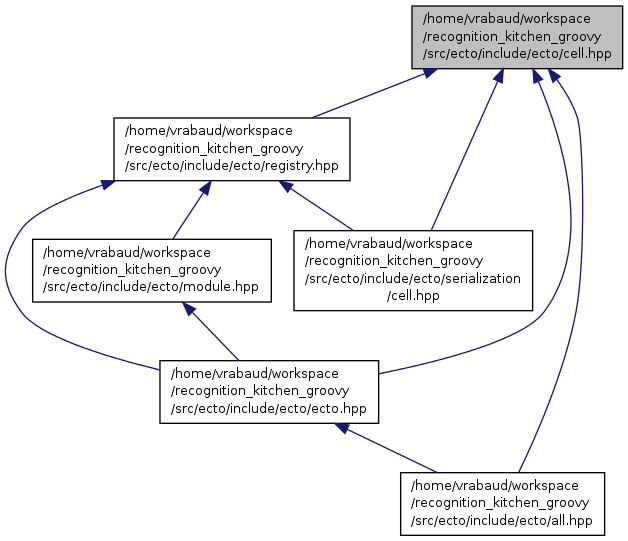 /home/vrabaud/workspace
/recognition_kitchen_groovy
/src/ecto/include/ecto/cell.hpp
/home/vrabaud/workspace
/recognition_kitchen_groovy
/src/ecto/include/ecto/registry.hpp
/home/vrabaud/workspace
/recognition_kitchen_groovy
/src/ecto/include/ecto/module.hpp
/home/vrabaud/workspace
/recognition_kitchen_groovy
/src/ecto/include/ecto/serialization
/cell.hpp
/home/vrabaud/workspace
/recognition_kitchen_groovy
/src/ecto/include/ecto/ecto.hpp
/home/vrabaud/workspace
/recognition_kitchen_groovy
/src/ecto/include/ecto/all.hpp